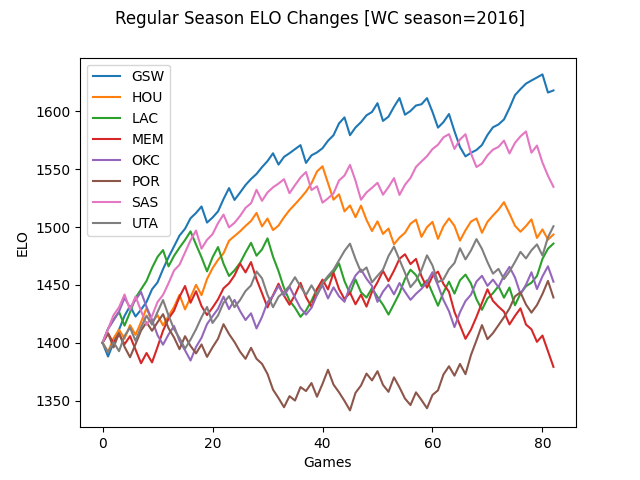 Regular Season ELO Changes [WC season=2016]
GSW
HOU
LAC
MEM
OKC
POR
SAS
UTA
ELO
1600
1550
1500
1450
1400
1350
0 20 40 60 80
Games